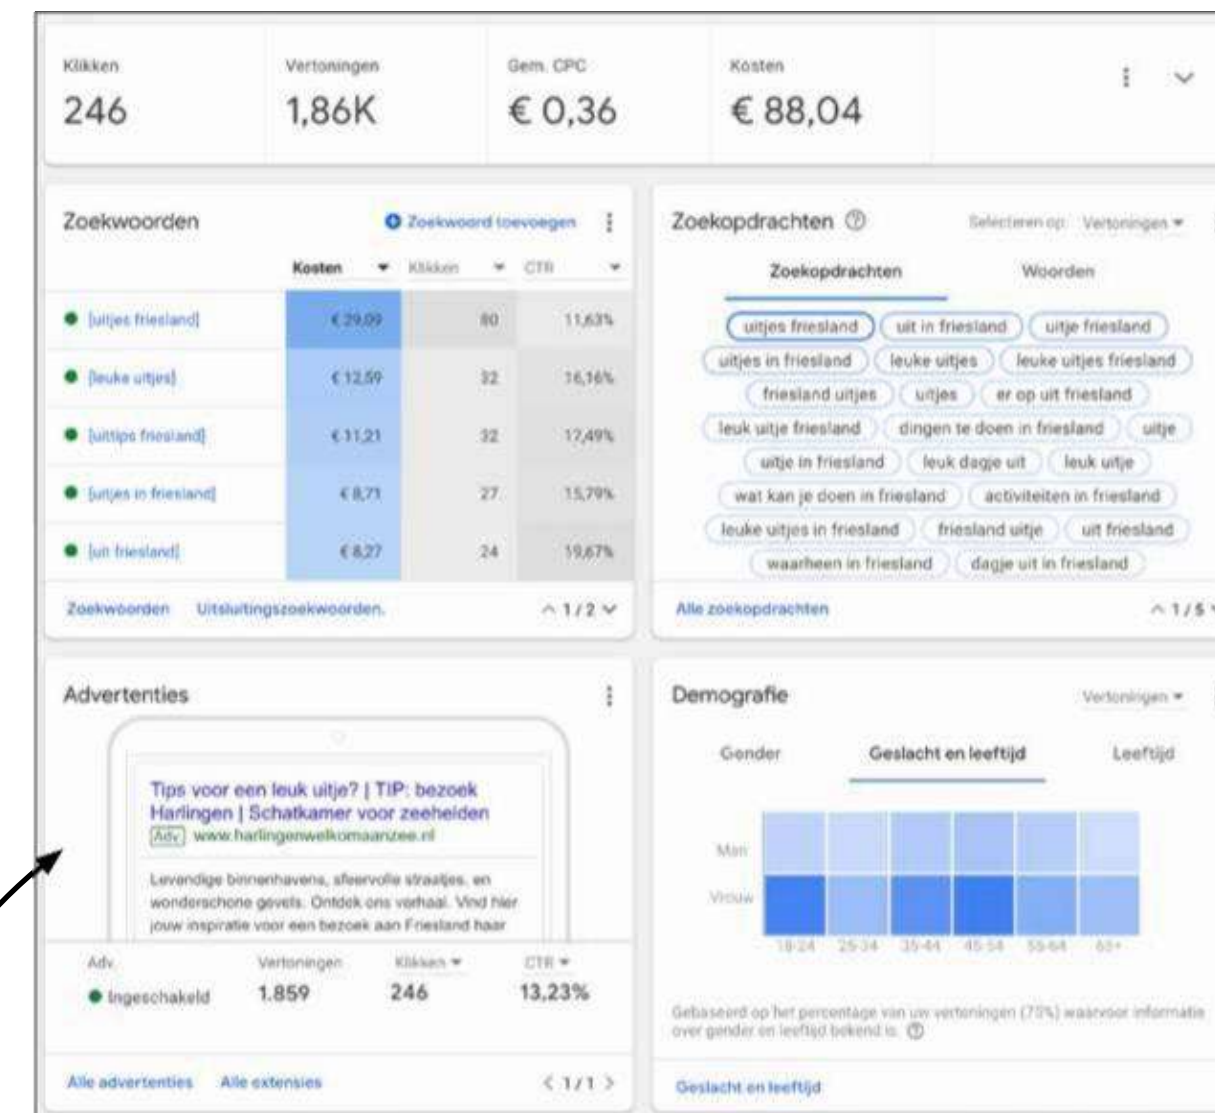 Klikken Vertoningen Gem. CPC Kosten
246 1,86K € 0,36 € 88,04
Zoekwoorden
Zoekwoord toevoegen
Kosten Klikken CTR
[uitjes friesland] € 29,09 80 11,63%
[leuke uitjes] € 12,59 32 16,16%
[uittips friesland] € 11,21 32 17,49%
[uitjes in friesland] € 8,71 27 15,79%
[uit friesland] € 8,27 24 19,67%
Zoekwoorden Uitsluitingszoekwoorden. 1 / 2
Zoekopdrachten Selecteren op: Vertoningen
Zoekopdrachten Woorden
uitjes friesland uit in friesland uitje friesland
uitjes in friesland leuke uitjes leuke uitjes friesland
friesland uitjes uitjes er op uit friesland
leuk uitje friesland dingen te doen in friesland uitje
uitje in friesland leuk dagje uit leuk uitje
wat kan je doen in friesland activiteiten in friesland
leuke uitjes in friesland friesland uitje uit friesland
waarheen in friesland dagje uit in friesland
Alle zoekopdrachten 1 / 5
Advertenties
Tips voor een leuk uitje? | TIP: bezoek
Harlingen | Schatkamer voor zeehelden
Adv. www.harlingenwelkomaanzee.nl
Levendige binnenhavens, sfeervolle straatjes, en
wonderschone gevels. Ontdek ons verhaal. Vind hier
jouw inspiratie voor een bezoek aan Friesland haar
Adv. Vertoningen Klikken CTR
Ingeschakeld 1.859 246 13,23%
Alle advertenties Alle extensies < 1 / 1 >
Demografie Vertoningen
Gender Geslacht en leeftijd Leeftijd
Man
Vrouw
18-24 25-34 35-44 45-54 55-64 65+
Gebaseerd op het percentage van uw vertoningen (75%) waarvoor informatie
over gender en leeftijd bekend is.
Geslacht en leeftijd